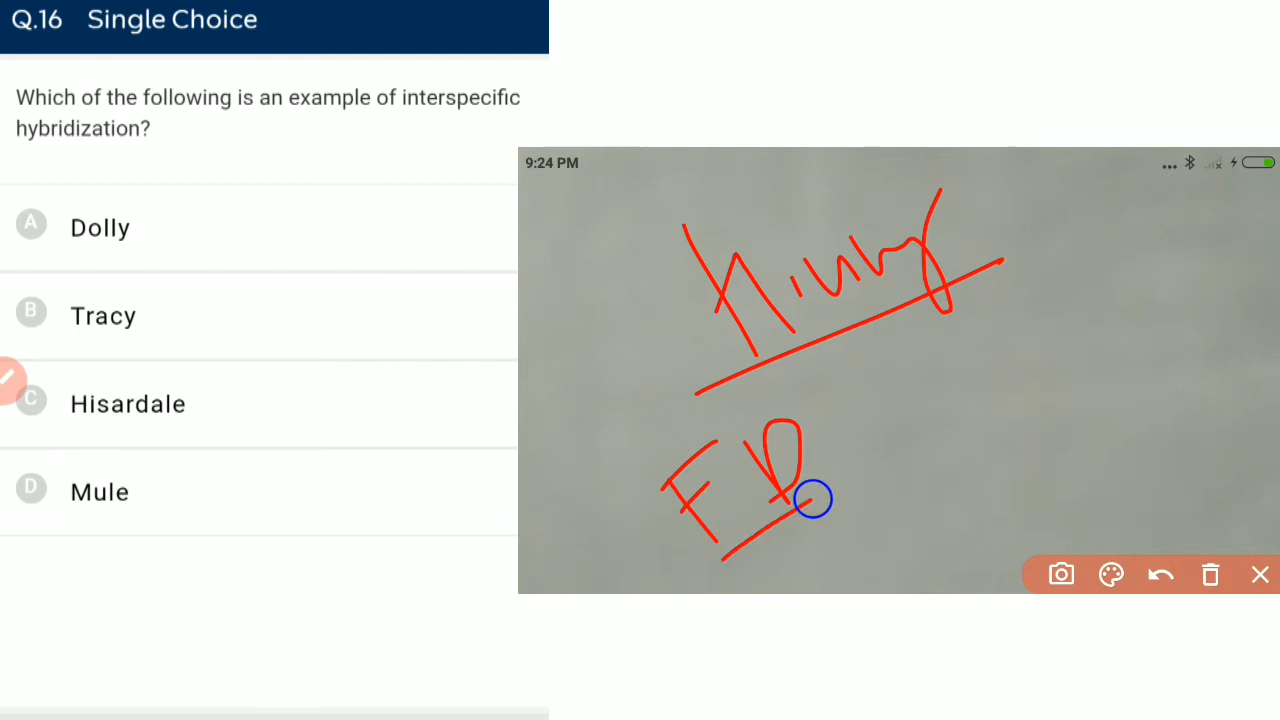 Q.16 Single Choice
Which of the following is an example of interspecific
hybridization?
A Dolly
B Tracy
C Hisardale
D Mule
9:24 PM
F D